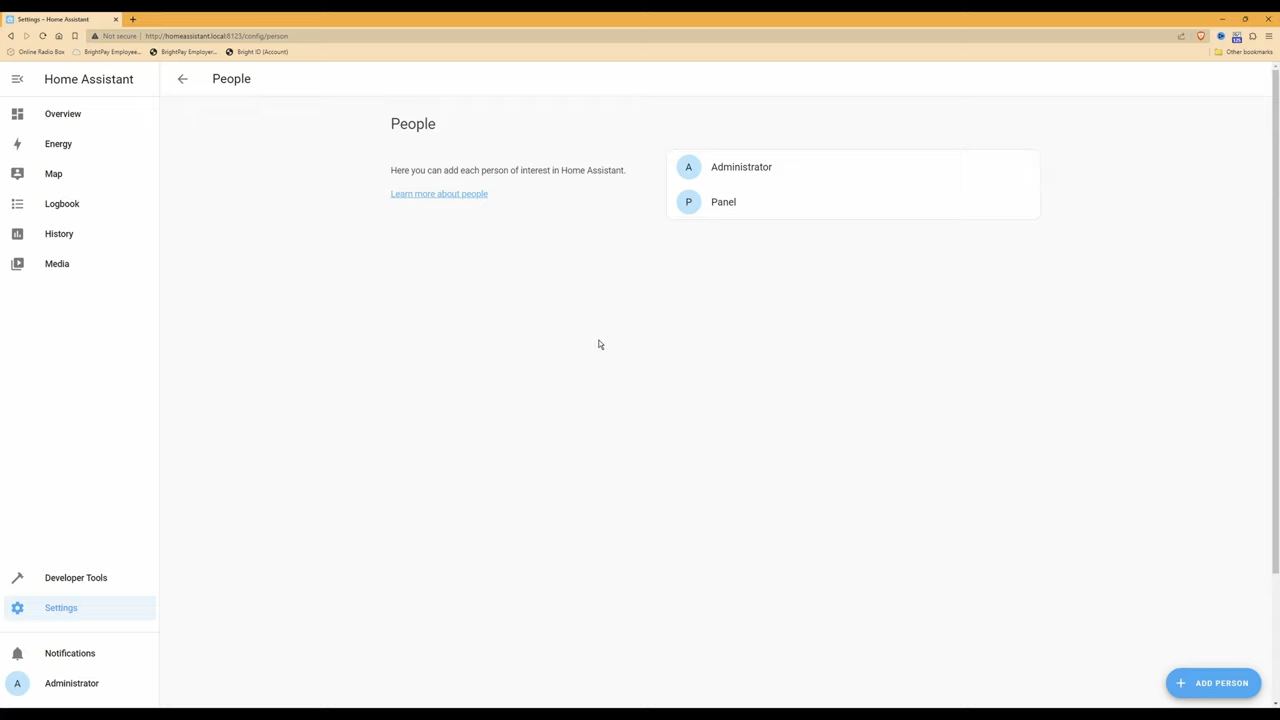 Settings – Home Assistant
Not secure
http://homeassistant.local:8123/config/person
125
Online Radio Box
BrightPay Employee...
BrightPay Employer...
Bright ID (Account)
Other bookmarks
Home Assistant
People
Overview
Energy
Map
Logbook
History
Media
Developer Tools
Settings
Notifications
A Administrator
People
Here you can add each person of interest in Home Assistant.
Learn more about people
A Administrator
P Panel
ADD PERSON